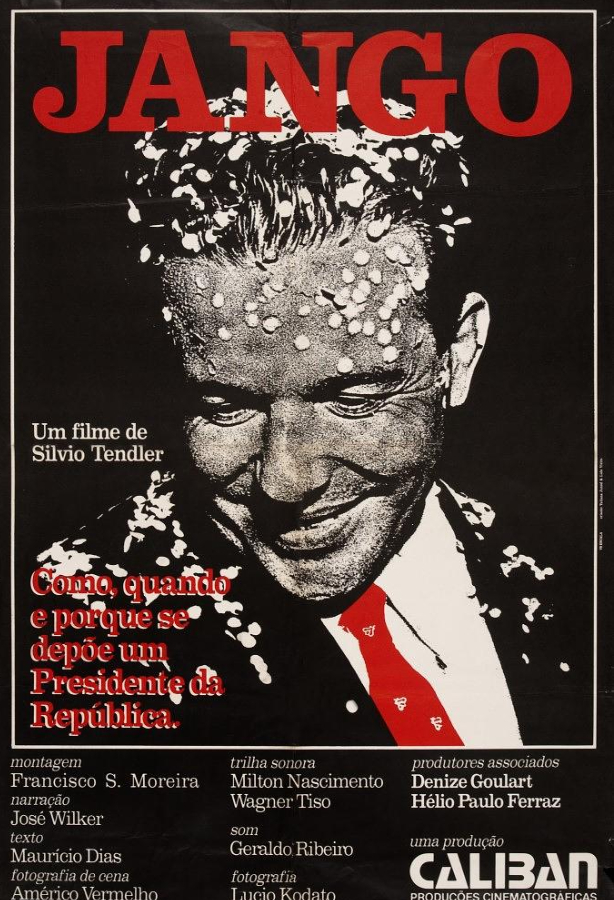 JANGO
Um filme de
Silvio Tendler
Como, quando
e porque se
depõe um
Presidente da
República.
montagem
Francisco S. Moreira
narração
José Wilker
texto
Maurício Dias
fotografia de cena
Américo Vermelho
trilha sonora
Milton Nascimento
Wagner Tiso
som
Geraldo Ribeiro
fotografia
Lucio Kodato
produtores associados
Denize Goulart
Hélio Paulo Ferraz
uma produção
CALIBAN
PRODUÇÕES CINEMATOGRÁFICAS